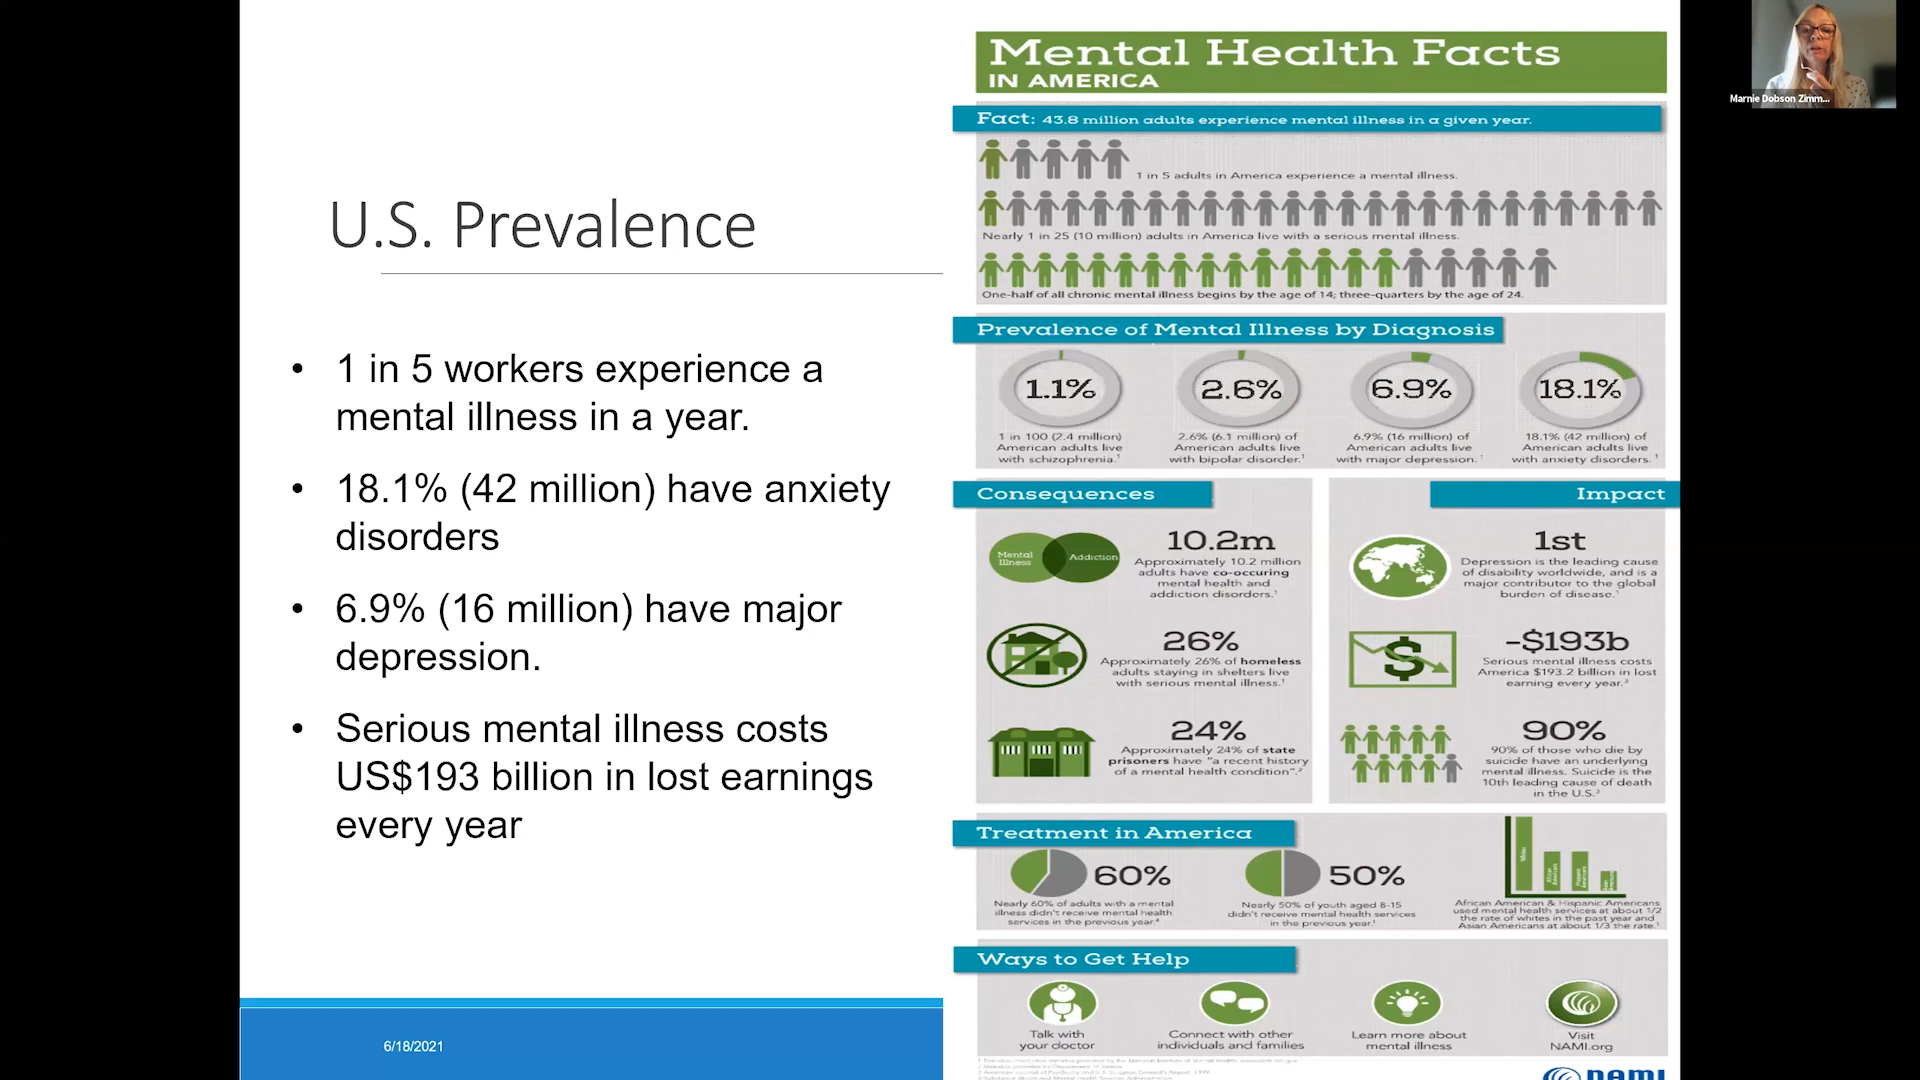 U.S. Prevalence
• 1 in 5 workers experience a
mental illness in a year.
• 18.1% (42 million) have anxiety
disorders
• 6.9% (16 million) have major
depression.
• Serious mental illness costs
US$193 billion in lost earnings
every year
6/18/2021
Mental Health Facts
IN AMERICA
Fact: 43.8 million adults experience mental illness in a given year.
1 in 5 adults in America experience a mental illness.
Nearly 1 in 25 (10 million) adults in America live with a serious mental illness.
One-half of all chronic mental illness begins by the age of 14; three-quarters by the age of 24.
Prevalence of Mental Illness by Diagnosis
1.1%
1 in 100 (2.4 million)
American adults live
with schizophrenia.¹
2.6%
2.6% (6.1 million) of
American adults live
with bipolar disorder.¹
6.9%
6.9% (16 million) of
American adults live
with major depression.¹
18.1%
18.1% (42 million) of
American adults live
with anxiety disorders.¹
Consequences
Mental
Illness
Addiction
10.2m
Approximately 10.2 million
adults have co-occuring
mental health and
addiction disorders.¹
26%
Approximately 26% of homeless
adults staying in shelters live
with serious mental illness.¹
24%
Approximately 24% of state
prisoners have "a recent history
of a mental health condition".²
Impact
1st
Depression is the leading cause
of disability worldwide, and is a
major contributor to the global
burden of disease.¹
-$193b
Serious mental illness costs
America $193.2 billion in lost
earning every year.³
90%
90% of those who die by
suicide have an underlying
mental illness. Suicide is the
10th leading cause of death
in the U.S.³
Treatment in America
60%
Nearly 60% of adults with a mental
illness didn't receive mental health
services in the previous year.⁴
50%
Nearly 50% of youth aged 8-15
didn't receive mental health services
in the previous year.¹
African American & Hispanic Americans
used mental health services at about 1/2
the rate of whites in the past year and
Asian Americans at about 1/3 the rate.¹
Ways to Get Help
Talk with
your doctor
Connect with other
individuals and families
Learn more about
mental illness
Visit
NAMI.org
NAMI
Marnie Dobson Zimm...